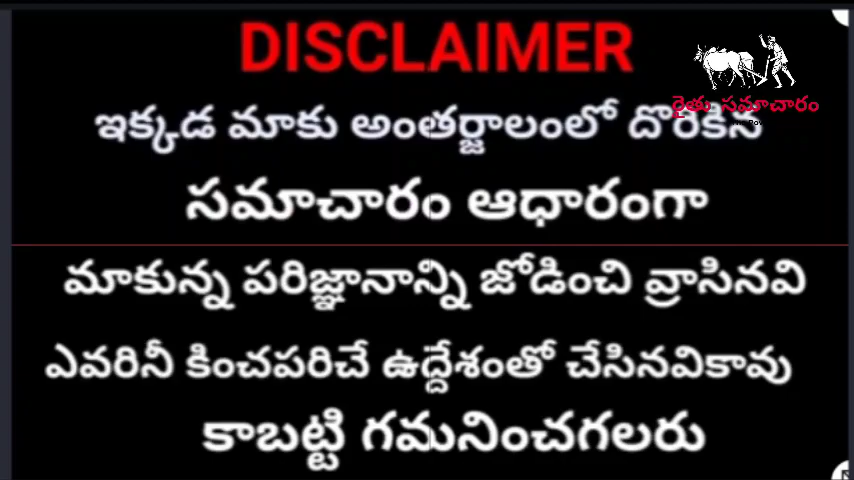 DISCLAIMER
ఇక్కడ మాకు అంతర్జాలంలో దొరికిన
రైతు సమాచారం
సమాచారం ఆధారంగా
మాకున్న పరిజ్ఞానాన్ని జోడించి వ్రాసినవి
ఎవరినీ కించపరిచే ఉద్దేశంతో చేసినవికావు
కాబట్టి గమనించగలరు